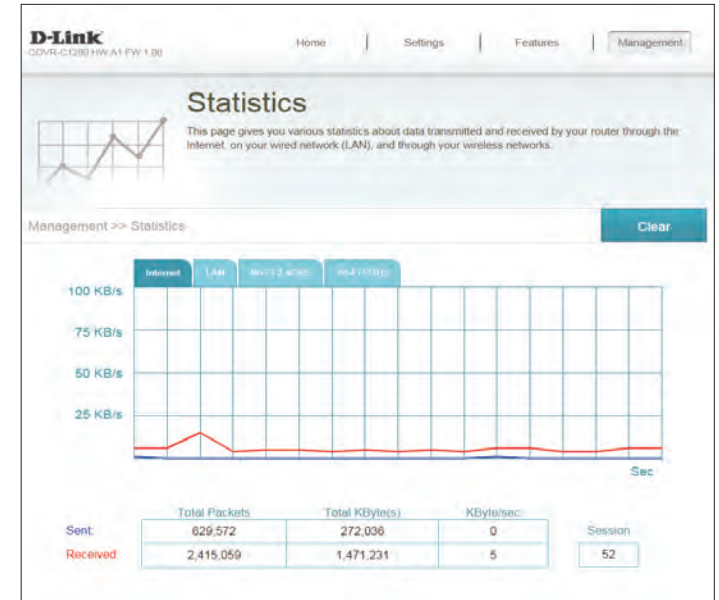 D-Link
COVR-C1200 HW:A1 FW:1.00
Home | Settings | Features | Management
Statistics
This page gives you various statistics about data transmitted and received by your router through the
Internet, on your wired network (LAN), and through your wireless networks.
Management >> Statistics
Clear
Internet LAN
100 KB/s
75 KB/s
50 KB/s
25 KB/s
Sec
Total Packets Total KByte(s) KByte/sec
Sent: 629,572 272,036 0 Session
Received: 2,415,059 1,471,231 5 52